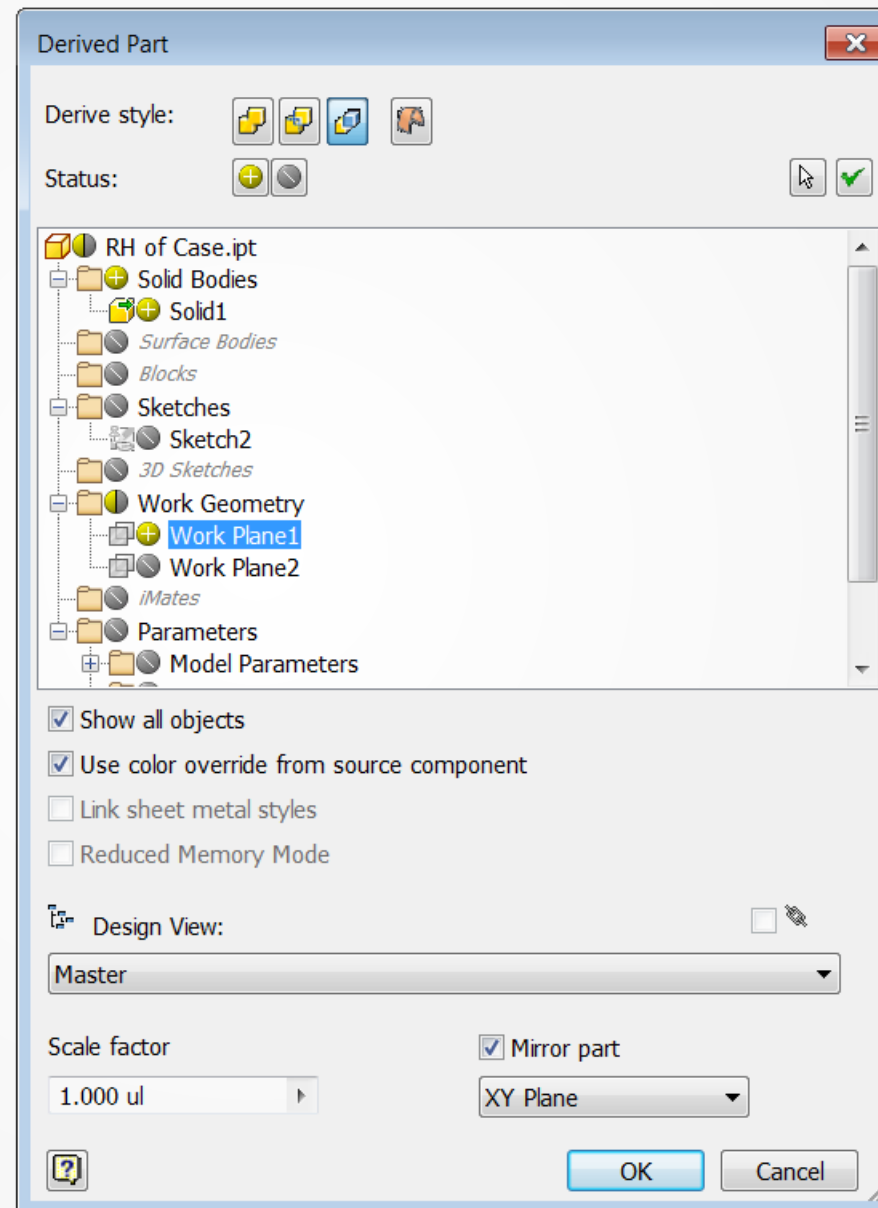 Derived Part
Derive style:
Status:
RH of Case.ipt
Solid Bodies
Solid1
Surface Bodies
Blocks
Sketches
Sketch2
3D Sketches
Work Geometry
Work Plane1
Work Plane2
iMates
Parameters
Model Parameters
Show all objects
Use color override from source component
Link sheet metal styles
Reduced Memory Mode
Design View:
Master
Scale factor
Mirror part
1.000 ul
XY Plane
OK
Cancel